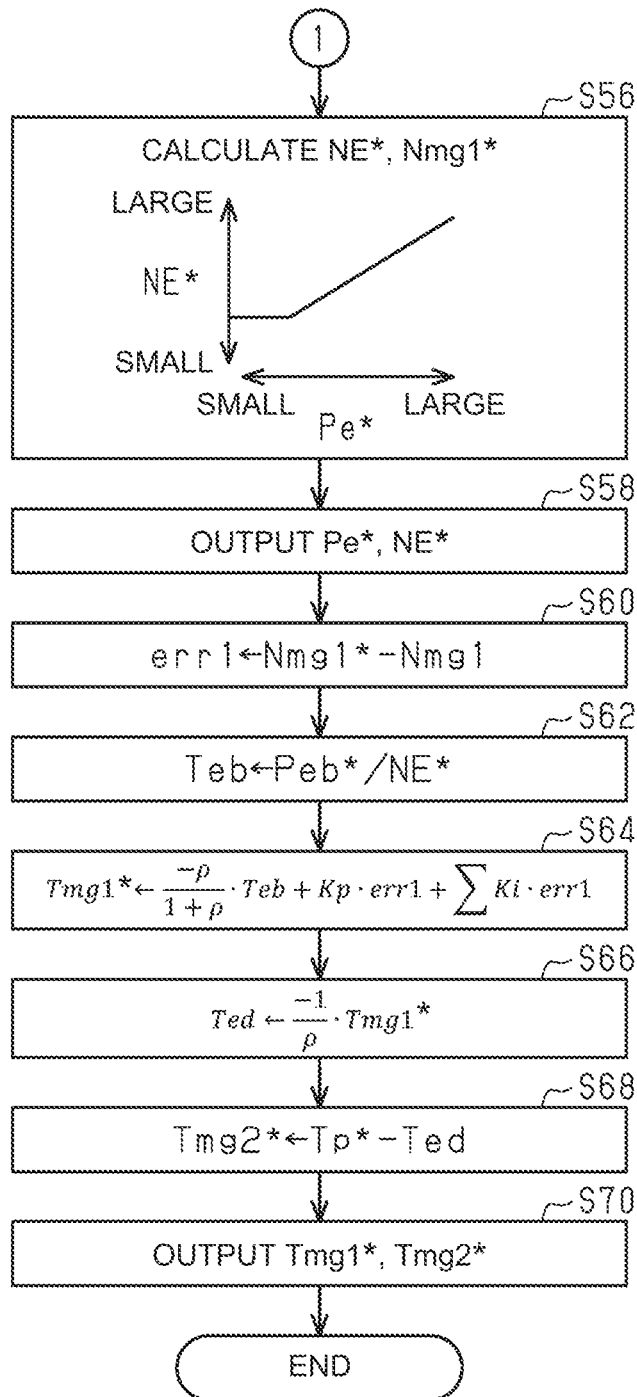 1
S56
CALCULATE NE*, Nmg1*
LARGE
NE*
SMALL
SMALL LARGE
Pe*
S58
OUTPUT Pe*, NE*
S60
err1←Nmg1*-Nmg1
S62
Teb←Peb*/NE*
S64
Tmg1*← -ρ/1+ρ · Teb + Kp · err1 + ∑ Ki · err1
S66
Ted ← -1/ρ · Tmg1*
S68
Tmg2*←Tp*-Ted
S70
OUTPUT Tmg1*, Tmg2*
END